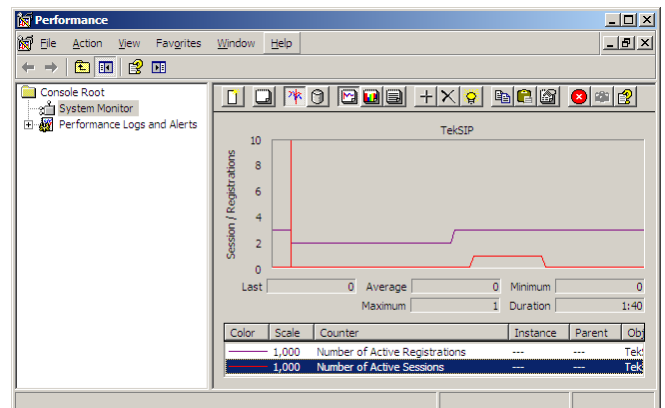 Performance
File Action View Favorites Window Help
Console Root
System Monitor
Performance Logs and Alerts
TekSIP
Session / Registrations
10
8
6
4
2
0
Last 0 Average 0 Minimum 0
Maximum 1 Duration 1:40
Color Scale Counter Instance Parent Obj
1,000 Number of Active Registrations --- --- Tek
1,000 Number of Active Sessions --- --- Tek